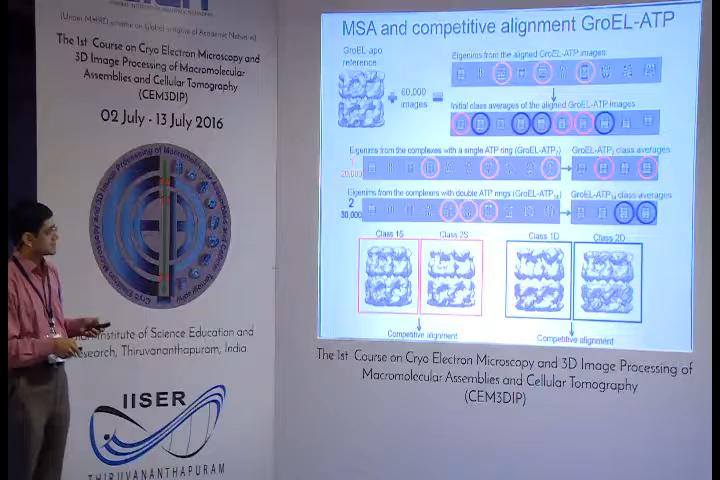 (Under MHRD scheme on Global Initiative of Academic Networks)
The 1st Course on Cryo Electron Microscopy and
3D Image Processing of Macromolecular
Assemblies and Cellular Tomography
(CEM3DIP)
02 July - 13 July 2016
Institute of Science Education and
Research, Thiruvananthapuram, India
IISER
THIRUVANANTHAPURAM
MSA and competitive alignment GroEL-ATP
GroEL-apo
reference
60,000
images
Eigenims from the aligned GroEL-ATP images
Initial class averages of the aligned GroEL-ATP images
Eigenims from the complexes with a single ATP ring (GroEL-ATP7)
GroEL-ATP7 class averages
1
20,000
Eigenims from the complexes with double ATP rings (GroEL-ATP14)
GroEL-ATP14 class averages
2
30,000
Class 1S
Class 2S
Class 1D
Class 2D
Competitive alignment
Competitive alignment
The 1st Course on Cryo Electron Microscopy and 3D Image Processing of
Macromolecular Assemblies and Cellular Tomography
(CEM3DIP)